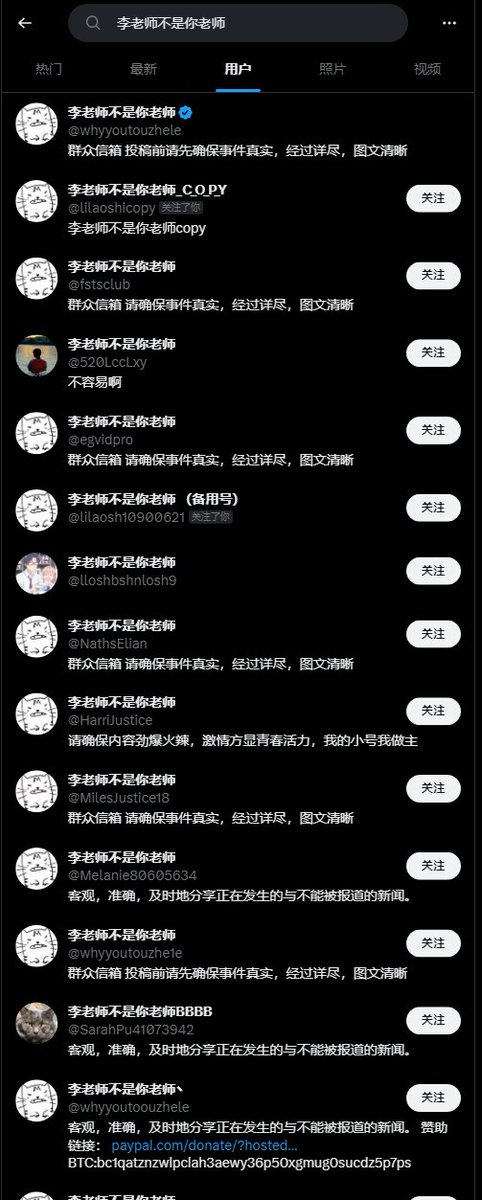 李老师不是你老师
热门 最新 用户 照片 视频
李老师不是你老师
@whyyoutouzhele
群众信箱 投稿前请先确保事件真实，经过详尽，图文清晰
李老师不是你老师_C_O_P_Y
关注
@lilaoshicopy 关注了你
李老师不是你老师copy
李老师不是你老师
关注
@fstsclub
群众信箱 请确保事件真实，经过详尽，图文清晰
李老师不是你老师
关注
@520LccLxy
不容易啊
李老师不是你老师
关注
@egvidpro
群众信箱 请确保事件真实，经过详尽，图文清晰
李老师不是你老师 （备用号）
关注
@lilaosh10900621 关注了你
李老师不是你老师
关注
@lloshbshnlosh9
李老师不是你老师
关注
@NathsElian
群众信箱 请确保事件真实，经过详尽，图文清晰
李老师不是你老师
关注
@HarriJustice
请确保内容劲爆火辣，激情方显青春活力，我的小号我做主
李老师不是你老师
关注
@MilesJustice18
群众信箱 请确保事件真实，经过详尽，图文清晰
李老师不是你老师
关注
@Melanie80605634
客观，准确，及时地分享正在发生的与不能被报道的新闻。
李老师不是你老师
关注
@whyyoutouzhe1e
群众信箱 投稿前请先确保事件真实，经过详尽，图文清晰
李老师不是你老师BBBB
关注
@SarahPu41073942
客观，准确，及时地分享正在发生的与不能被报道的新闻。
李老师不是你老师丶
关注
@whyyoutoouzhele
客观，准确，及时地分享正在发生的与不能被报道的新闻。 赞助
链接： paypal.com/donate/?hosted…
BTC:bc1qatznzwlpclah3aewy36p50xgmug0sucdz5p7ps